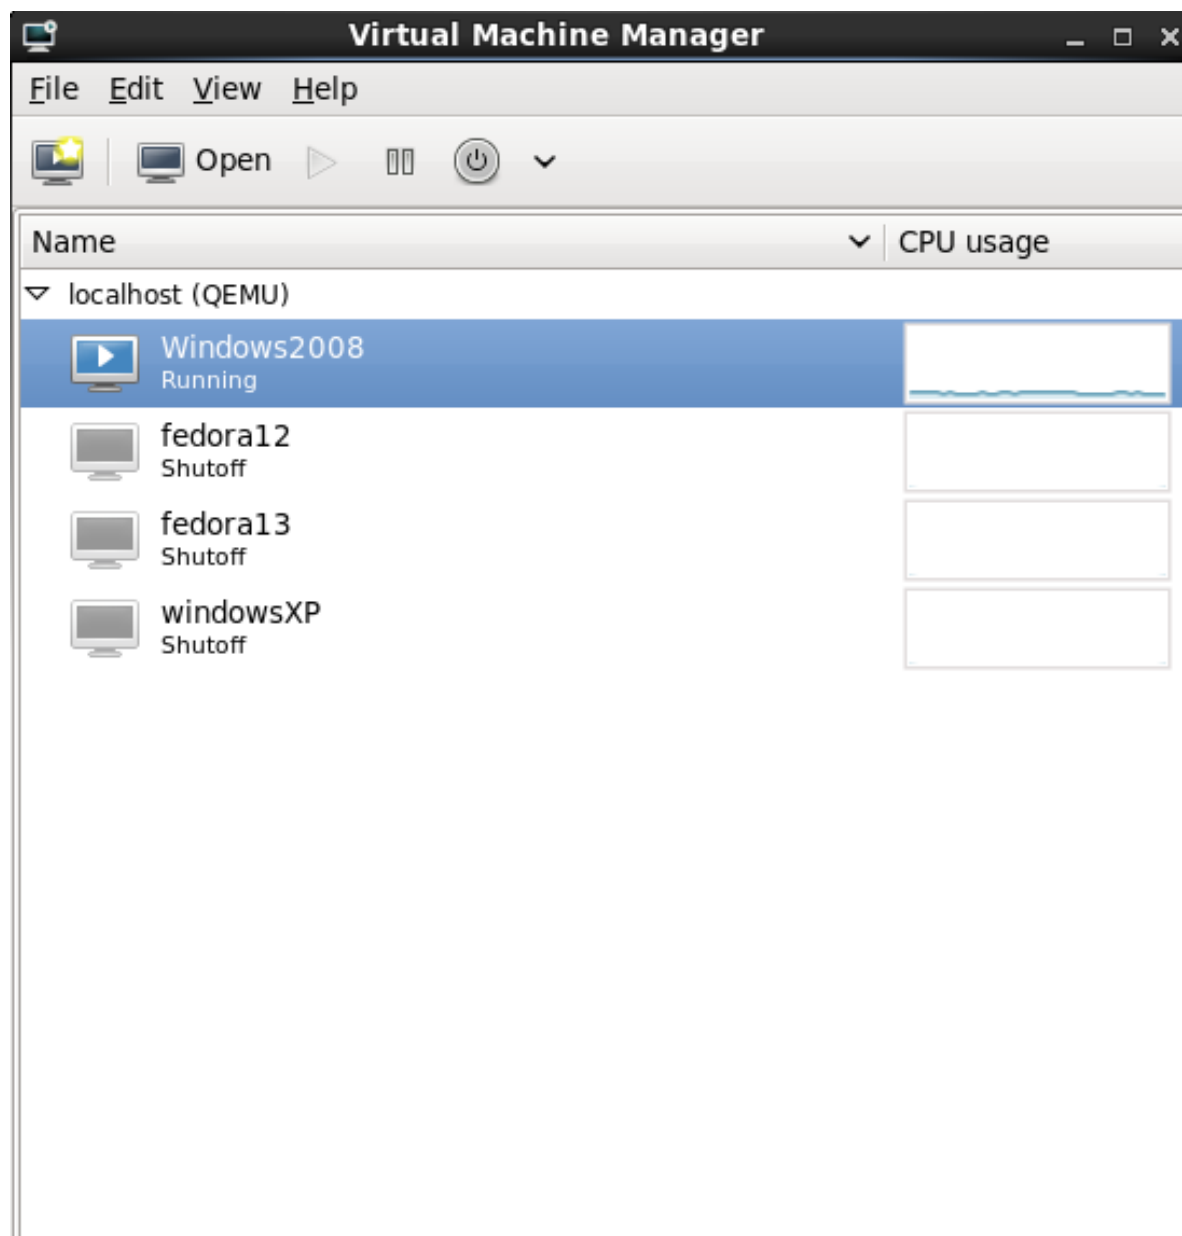 Virtual Machine Manager
File Edit View Help
Open
Name CPU usage
localhost (QEMU)
Windows2008
Running
fedora12
Shutoff
fedora13
Shutoff
windowsXP
Shutoff